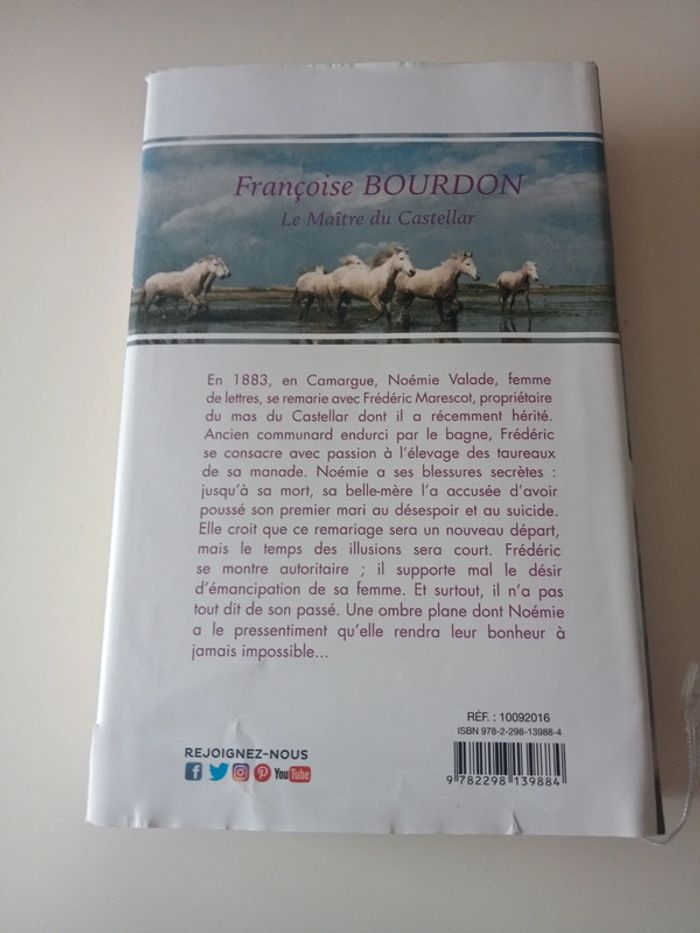 Françoise BOURDON
Le Maître du Castellar
En 1883, en Camargue, Noémie Valade, femme
de lettres, se remarie avec Frédéric Marescot, propriétaire
du mas du Castellar dont il a récemment hérité.
Ancien communard endurci par le bagne, Frédéric
se consacre avec passion à l'élevage des taureaux
de sa manade. Noémie a ses blessures secrètes :
jusqu'à sa mort, sa belle-mère l'a accusée d'avoir
poussé son premier mari au désespoir et au suicide.
Elle croit que ce remariage sera un nouveau départ,
mais le temps des illusions sera court. Frédéric
se montre autoritaire ; il supporte mal le désir
d'émancipation de sa femme. Et surtout, il n'a pas
tout dit de son passé. Une ombre plane dont Noémie
a le pressentiment qu'elle rendra leur bonheur à
jamais impossible...
RÉF. : 10092016
ISBN 978-2-298-13988-4
9 782298 139884
REJOIGNEZ-NOUS
You Tube